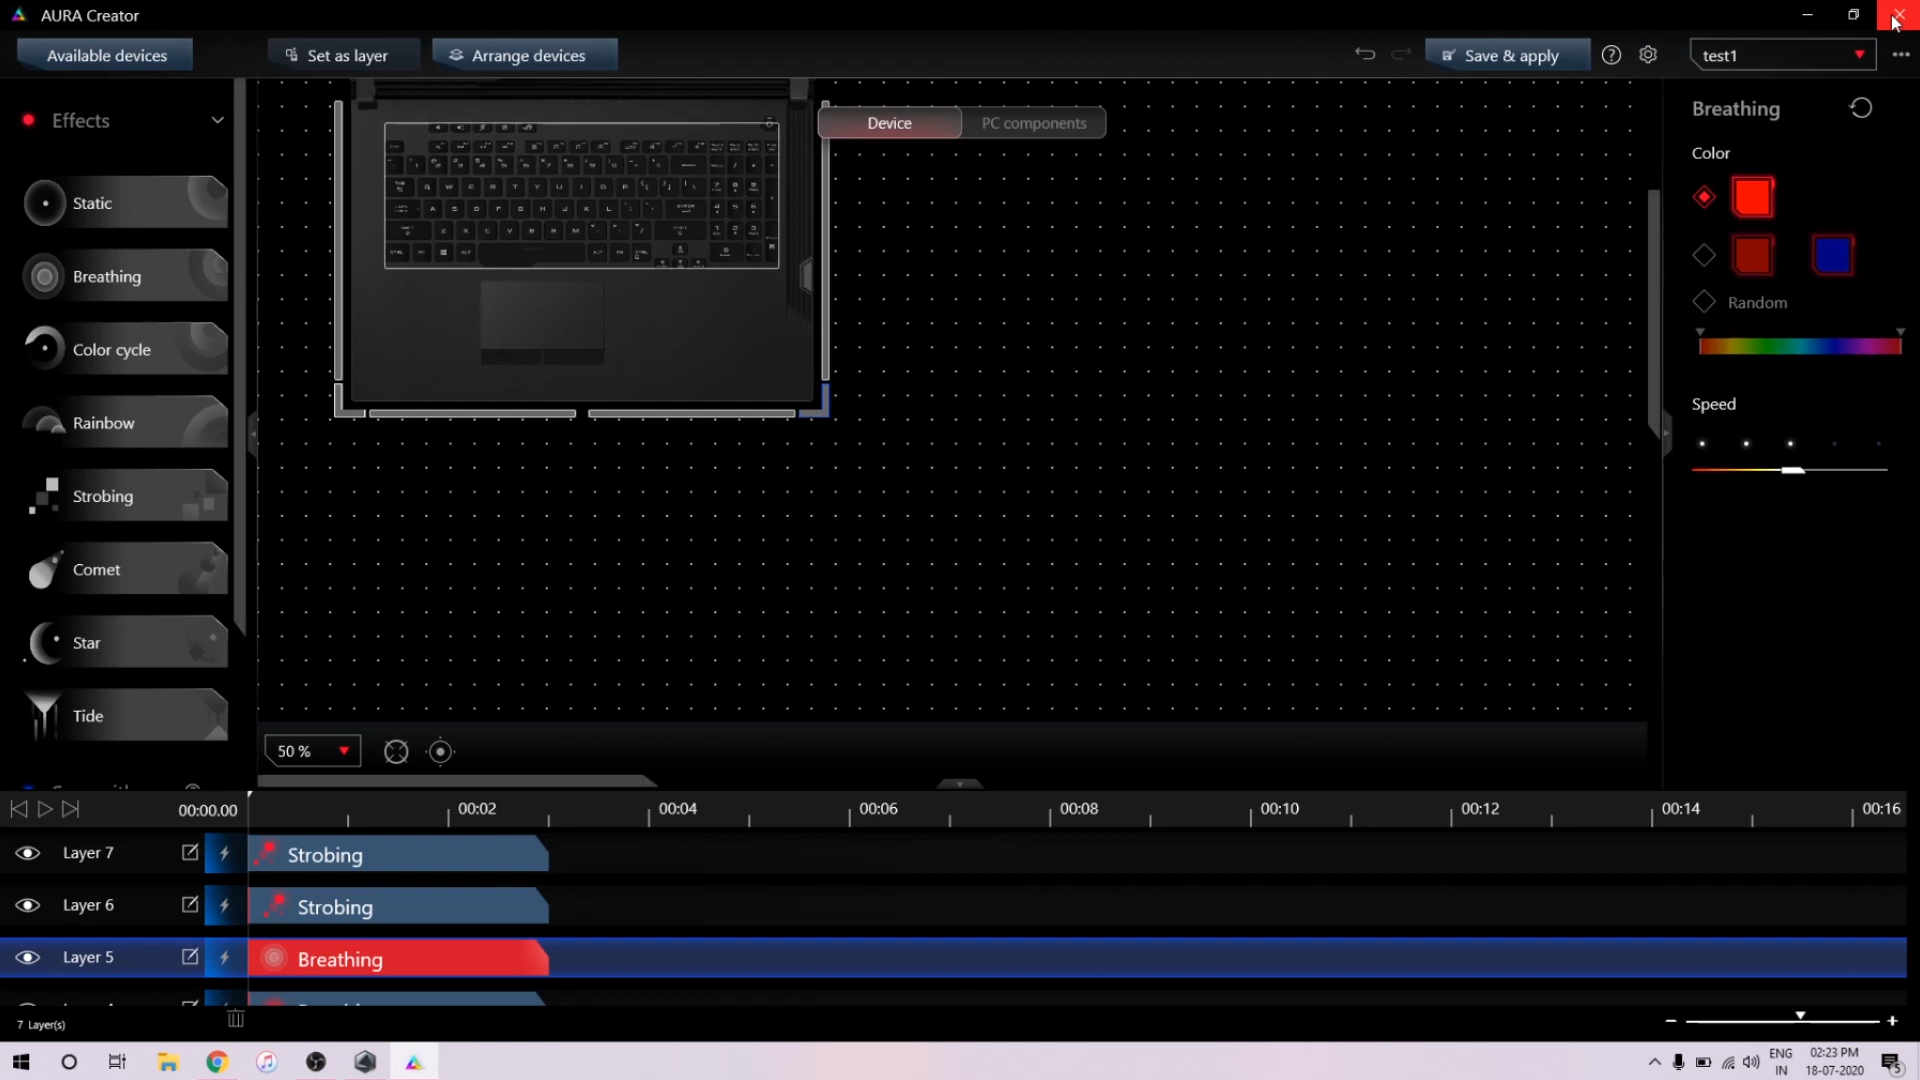 AURA Creator
Available devices
Set as layer
Arrange devices
Save & apply
test1
Effects
Device
PC components
Breathing
Color
Static
Breathing
Random
Color cycle
Rainbow
Speed
Strobing
Comet
Star
Tide
50 %
00:00.00
00:02
00:04
00:06
00:08
00:10
00:12
00:14
00:16
Layer 7
Strobing
Layer 6
Strobing
Layer 5
Breathing
7 Layer(s)
ENG
IN
02:23 PM
18-07-2020
5